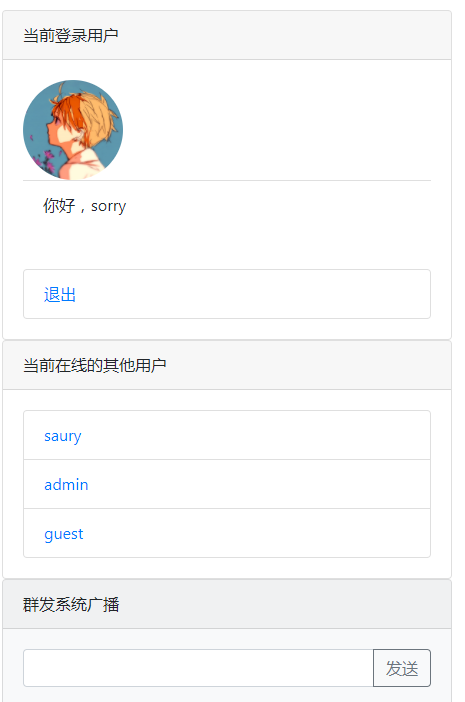 当前登录用户
你好，sorry
退出
当前在线的其他用户
saury
admin
guest
群发系统广播
发送